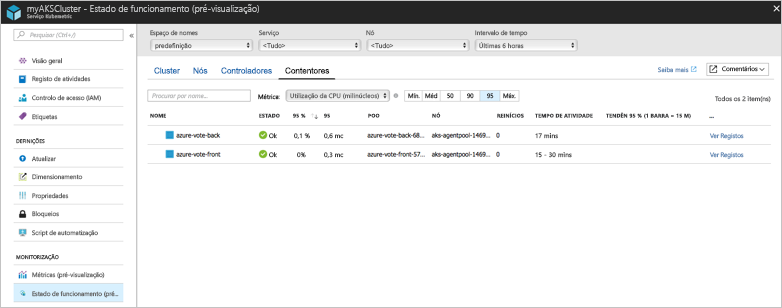 myAKSCluster - Estado de funcionamento (pré-visualização)
Serviço Kubemetric
Pesquisar (Ctrl+/)
Visão geral
Registo de atividades
Controlo de acesso (IAM)
Etiquetas
DERNIÇÕES
Atualizar
Dimensionamento
Propriedades
Bloqueios
Script de automatização
MONITORIZAÇÃO
Métricas (pré-visualização)
Estado de funcionamento (pré...
Espaço de nomes Serviço Nó Intervalo de tempo
predefinição <Tudo> <Tudo> Últimas 6 horas
Cluster Nós Controladores Contentores Saiba mais Comentários
Procurar por nome... Métrica: Utilização da CPU (milinúcleos) Mín. Méd 50 90 95 Máx.
Todos os 2 item(ns)
NOME ESTADO 95 % 95 POO NÓ REINÍCIOS TEMPO DE ATIVIDADE TENDÊN 95 % (1 BARRA = 15 M) ...
azure-vote-back Ok 0,1 % 0,6 mc azure-vote-back-68... aks-agentpool-1469... 0 17 mins Ver Registos
azure-vote-front Ok 0% 0,3 mc azure-vote-front-57... aks-agentpool-1469... 0 15 - 30 mins Ver Registos